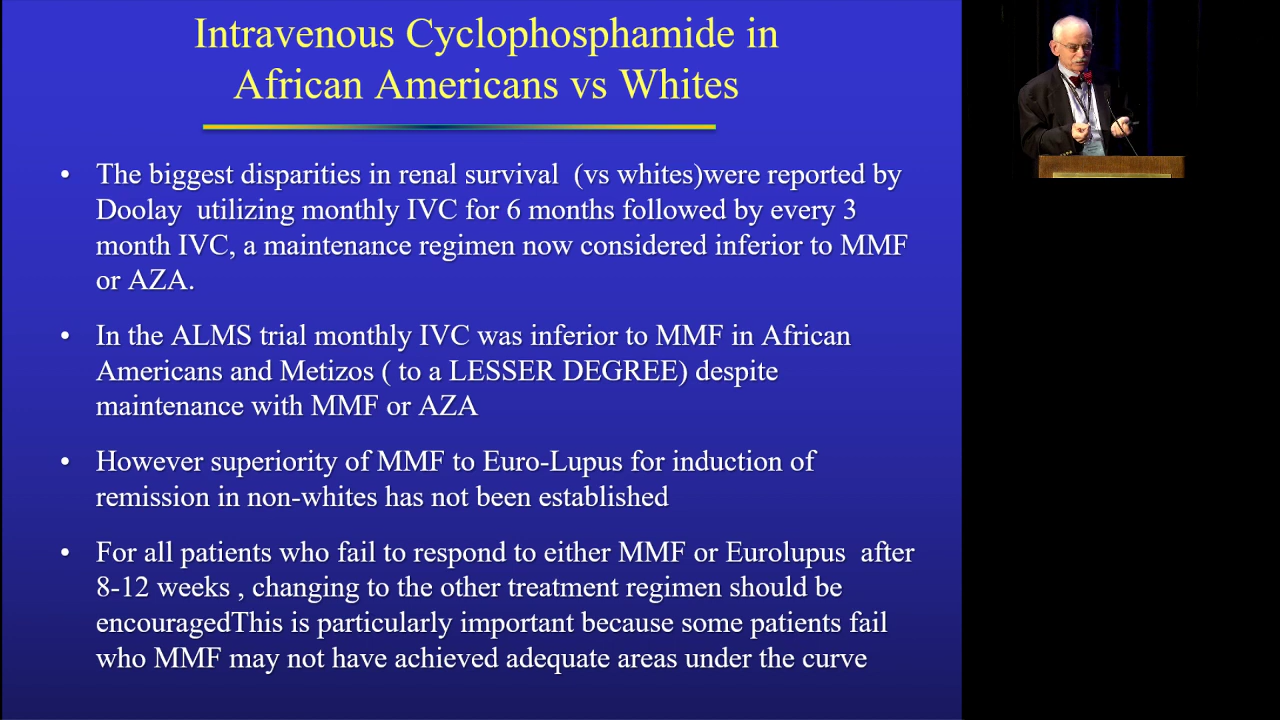 Intravenous Cyclophosphamide in
African Americans vs Whites
• The biggest disparities in renal survival (vs whites)were reported by
Doolay utilizing monthly IVC for 6 months followed by every 3
month IVC, a maintenance regimen now considered inferior to MMF
or AZA.
• In the ALMS trial monthly IVC was inferior to MMF in African
Americans and Metizos ( to a LESSER DEGREE) despite
maintenance with MMF or AZA
• However superiority of MMF to Euro-Lupus for induction of
remission in non-whites has not been established
• For all patients who fail to respond to either MMF or Eurolupus after
8-12 weeks , changing to the other treatment regimen should be
encouragedThis is particularly important because some patients fail
who MMF may not have achieved adequate areas under the curve